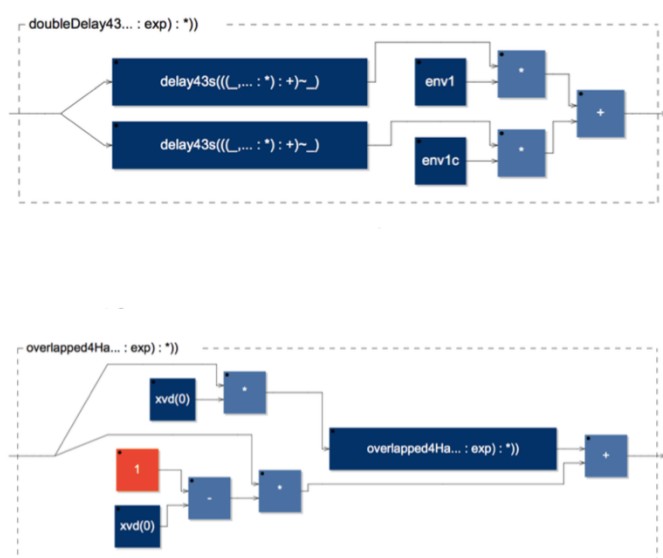 doubleDelay43... : exp) : *))
delay43s(((_,... : *) : +)~_)
env1
*
+
delay43s(((_,... : *) : +)~_)
env1c
*
overlapped4Ha... : exp) : *))
xvd(0)
*
overlapped4Ha... : exp) : *))
+
1
-
*
xvd(0)